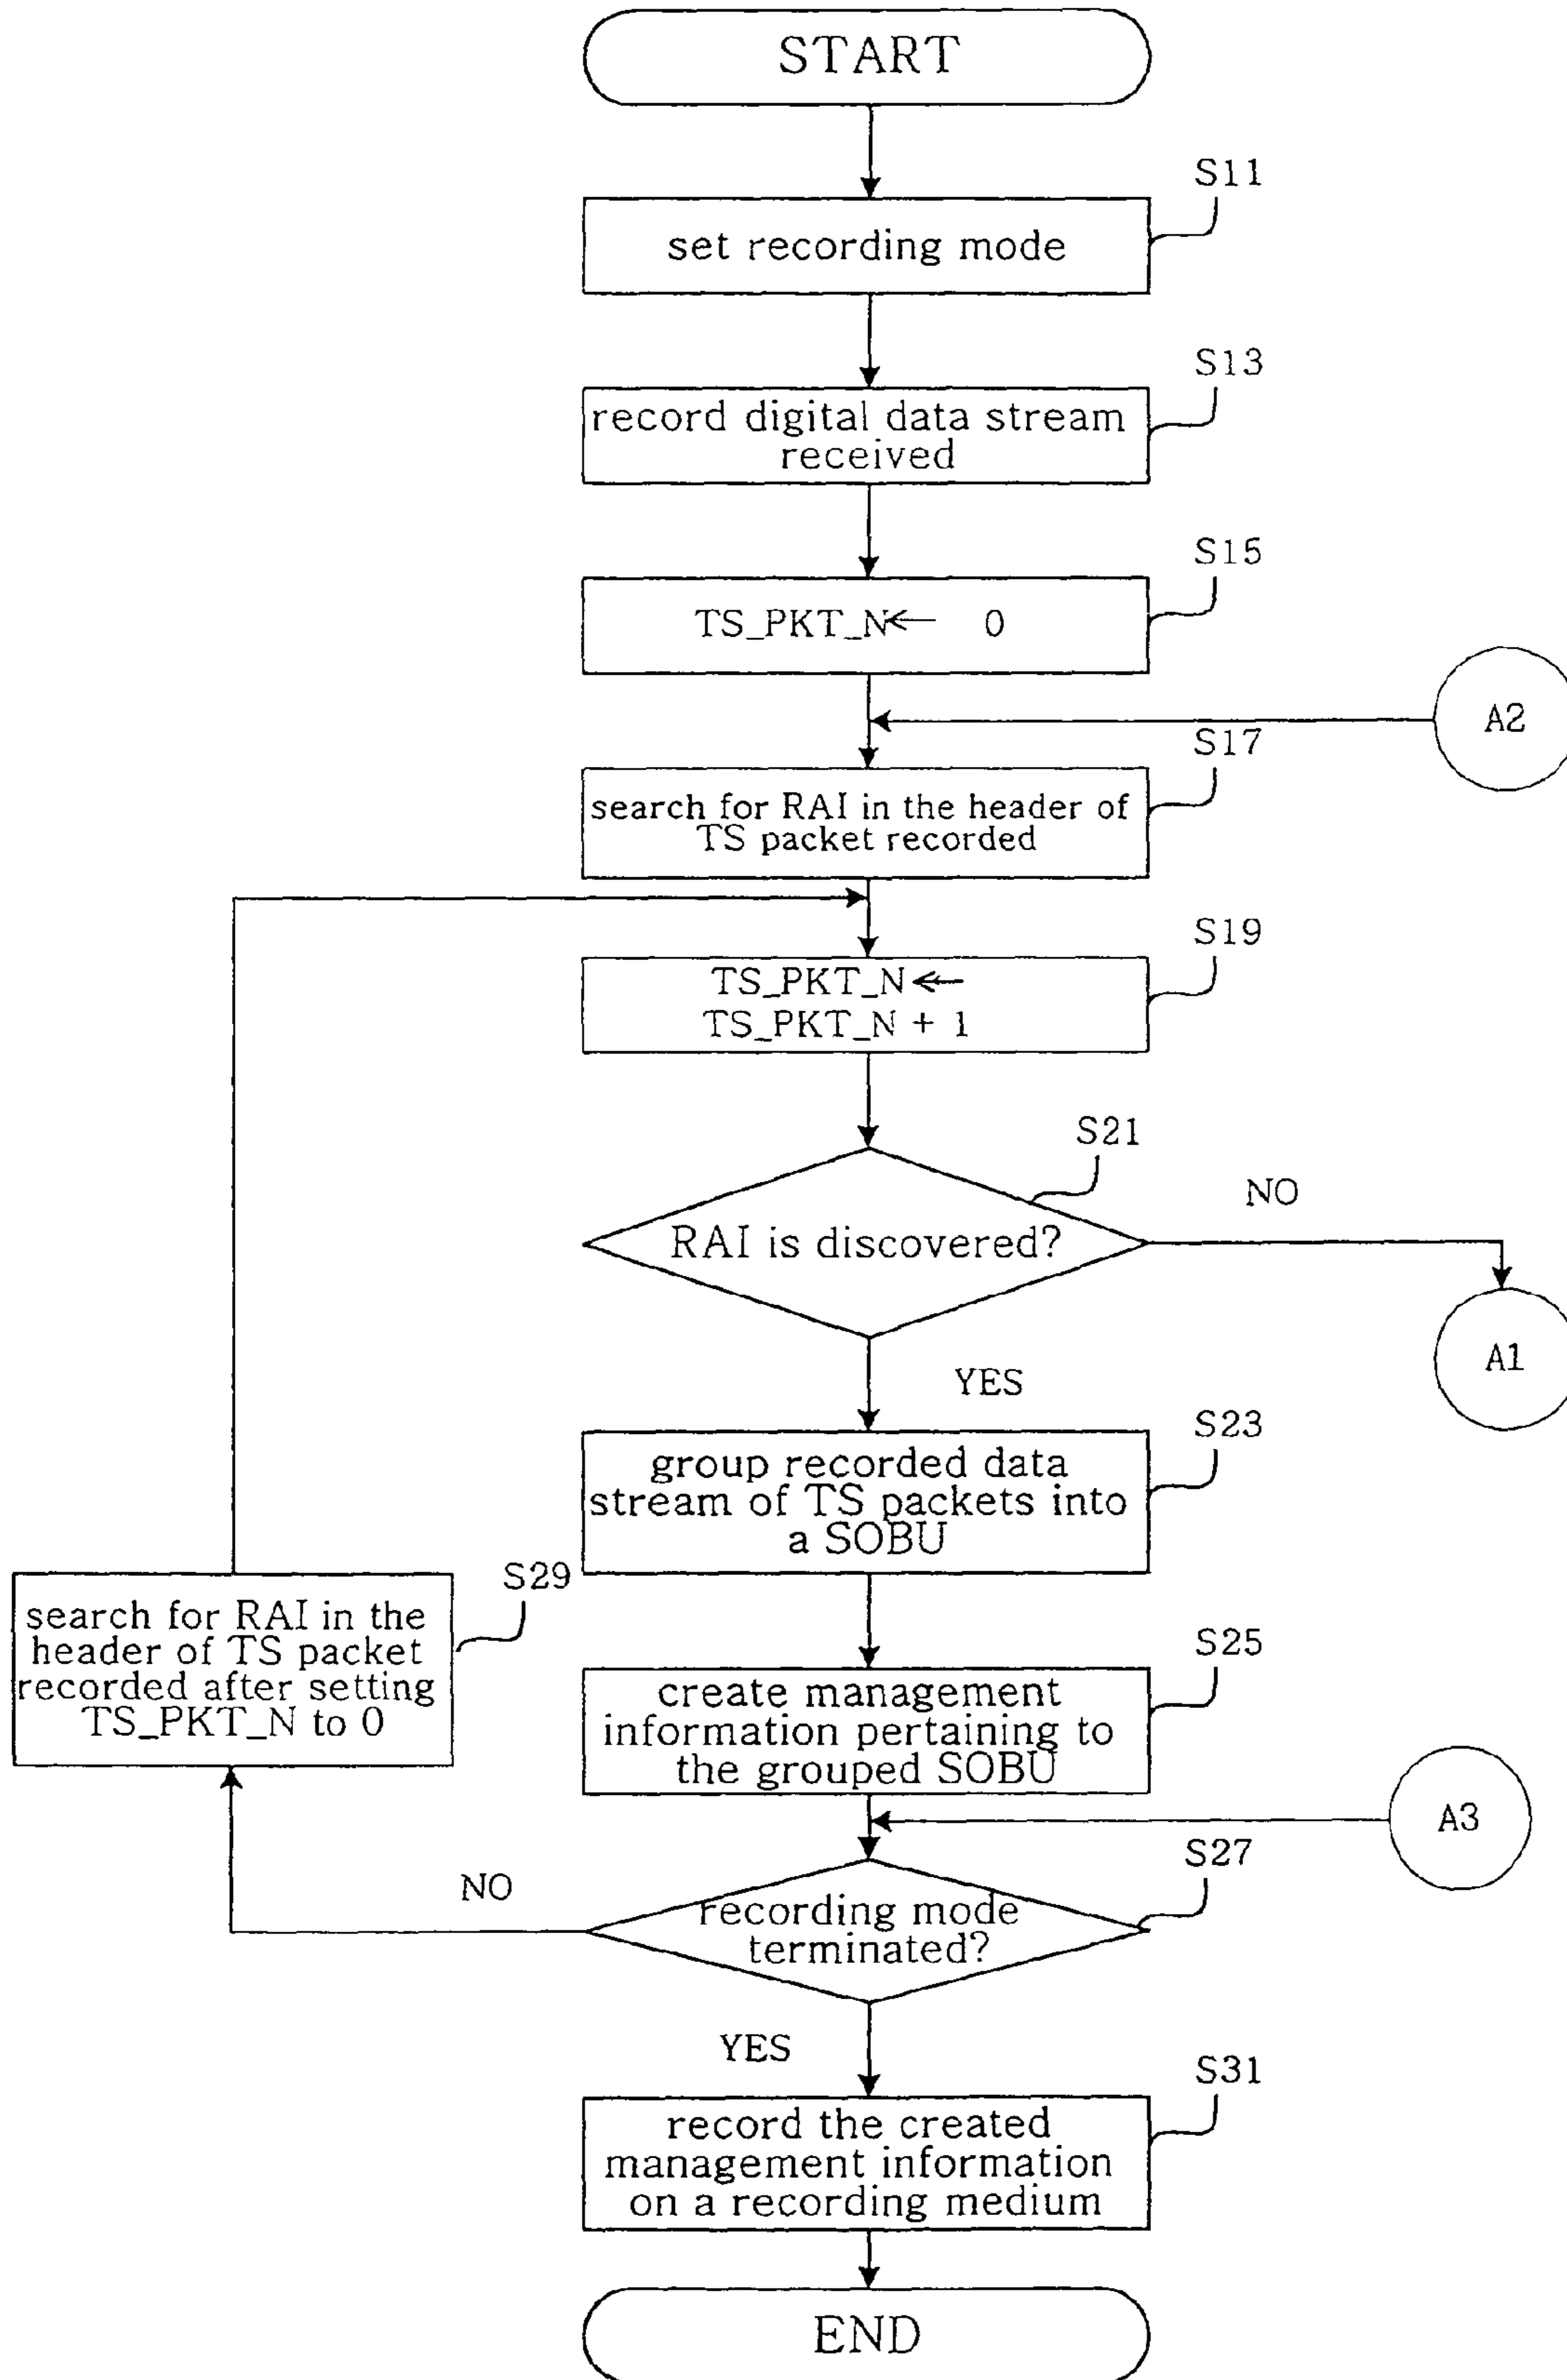 START
S11
set recording mode
S13
record digital data stream
received
S15
TS_PKT_N← 0
A2
S17
search for RAI in the header of
TS packet recorded
S19
TS_PKT_N←
TS_PKT_N + 1
S21
NO
RAI is discovered?
A1
YES
S23
group recorded data
stream of TS packets into
a SOBU
S29
search for RAI in the
header of TS packet
recorded after setting
TS_PKT_N to 0
S25
create management
information pertaining to
the grouped SOBU
A3
S27
NO
recording mode
terminated?
YES
S31
record the created
management information
on a recording medium
END